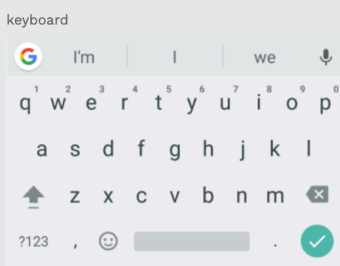 keyboard
G I'm I we
1 2 3 4 5 6 7 8 9 0
q w e r t y u i o p
a s d f g h j k l
z x c v b n m
?123 , .